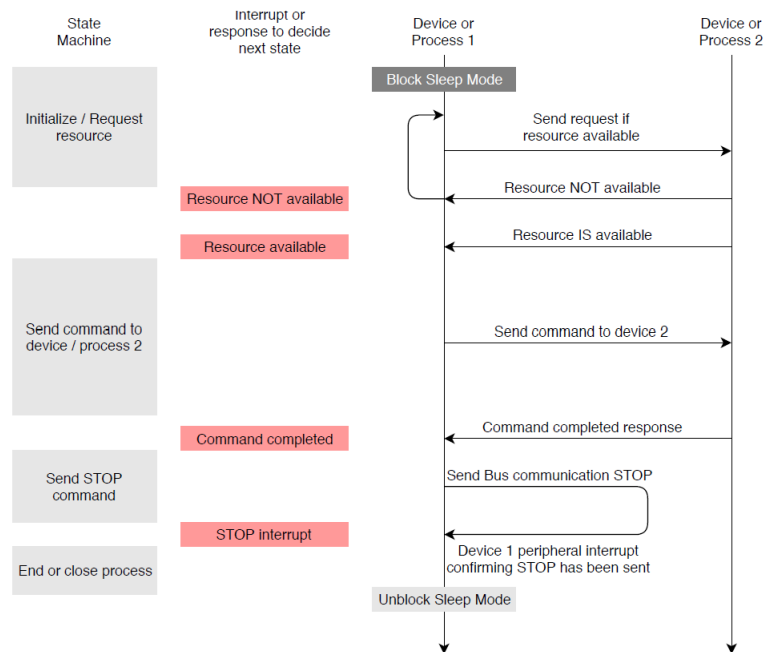 State
Machine
Interrupt or
response to decide
next state
Device or
Process 1
Device or
Process 2
Block Sleep Mode
Initialize / Request
resource
Send request if
resource available
Resource NOT available
Resource NOT available
Resource available
Resource IS available
Send command to
device / process 2
Send command to device 2
Command completed
Command completed response
Send STOP
command
Send Bus communication STOP
STOP interrupt
Device 1 peripheral interrupt
confirming STOP has been sent
End or close process
Unblock Sleep Mode